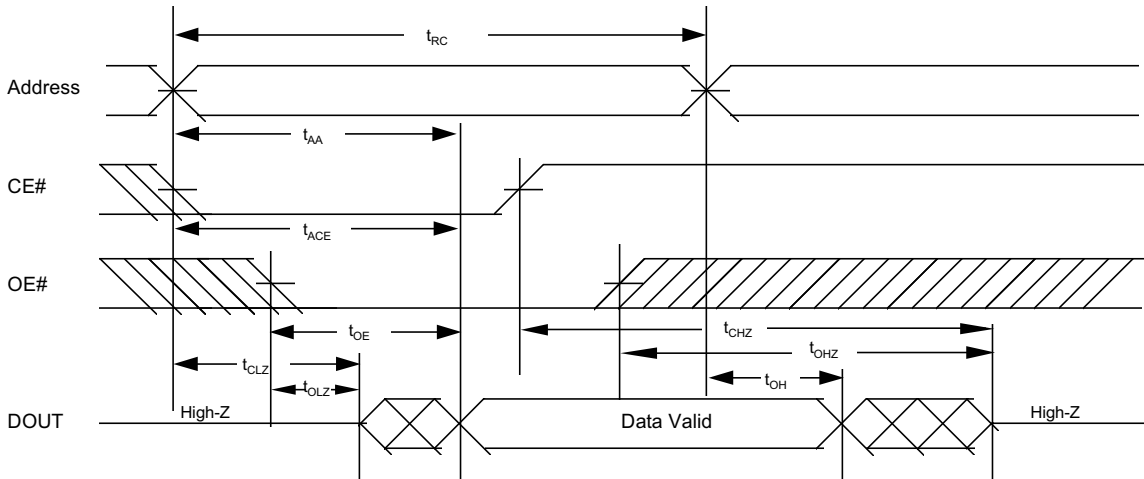 tRC
Address
tAA
CE#
tACE
OE#
tOE
tCHZ
tOHZ
tCLZ
tOLZ
tOH
High-Z
DOUT
Data Valid
High-Z